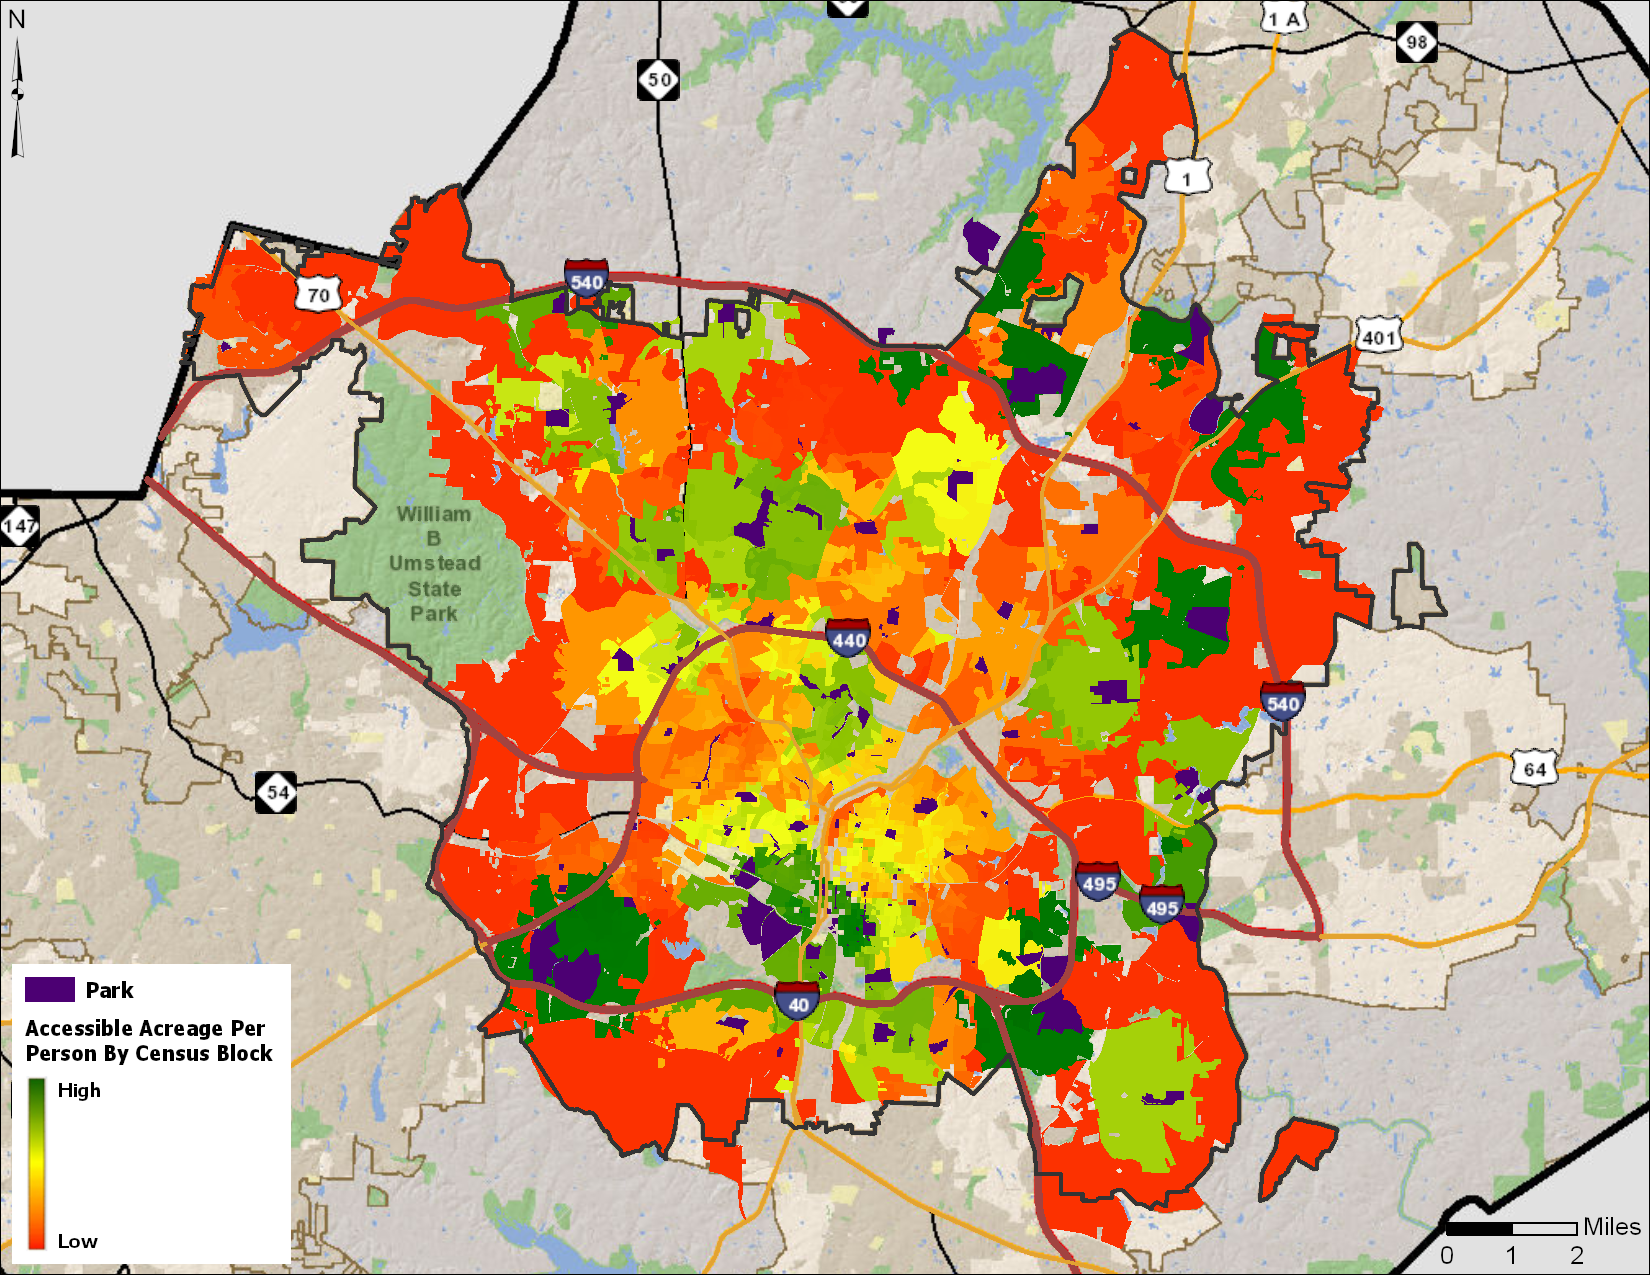 N
1 A
98
50
1
70
540
401
147
William
B
Umstead
State
Park
440
540
64
54
495
495
40
Park
Accessible Acreage Per
Person By Census Block
High
Low
Miles
0 1 2